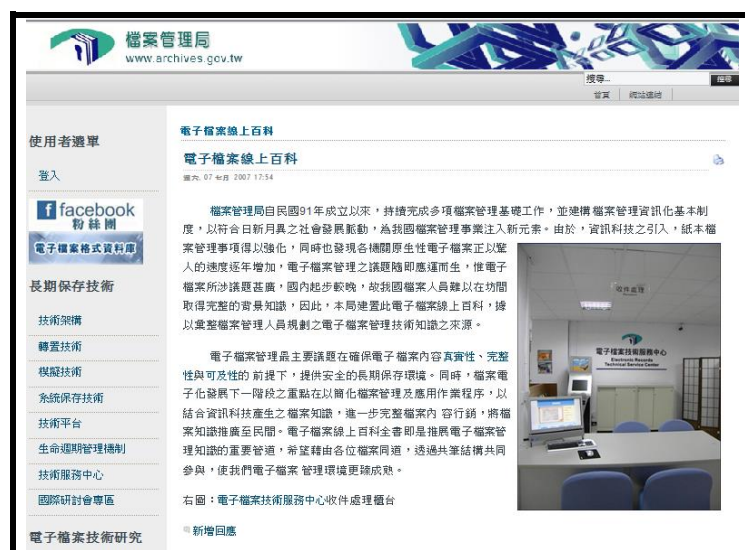 檔案管理局
www.archives.gov.tw
搜尋...
搜尋
首頁
網站連結
使用者選單
登入
facebook
粉絲團
電子檔案格式資料庫
長期保存技術
技術架構
轉置技術
模擬技術
系統保存技術
技術平台
生命週期管理機制
技術服務中心
國際研討會專區
電子檔案技術研究
電子檔案線上百科
電子檔案線上百科
週六, 07 七月 2007 17:54
檔案管理局自民國91年成立以來，持續完成多項檔案管理基礎工作，並建構檔案管理資訊化基本制
度，以符合日新月異之社會發展脈動，為我國檔案管理事業注入新元素。由於，資訊科技之引入，紙本檔
案管理事項得以強化，同時也發現各機關原生性電子檔案正以驚
人的速度逐年增加，電子檔案管理之議題隨即應運而生，惟電子
檔案所涉議題甚廣，國內起步較晚，故我國檔案人員難以在坊間
取得完整的背景知識，因此，本局建置此電子檔案線上百科，據
以彙整檔案管理人員規劃之電子檔案管理技術知識之來源。
電子檔案管理最主要議題在確保電子檔案內容真實性、完整
性與可及性的 前提下，提供安全的長期保存環境。同時，檔案電
子化發展下一階段之重點在以簡化檔案管理及應用作業程序，以
結合資訊科技產生之檔案知識，進一步完整檔案內 容行銷，將檔
案知識推廣至民間。電子檔案線上百科全書即是推展電子檔案管
理知識的重要管道，希望藉由各位檔案同道，透過共筆結構共同
參與，使我們電子檔案 管理環境更臻成熟。
收件處理
電子檔案技術服務中心
Electronic Records
Technical Service Center
右圖：電子檔案技術服務中心收件處理櫃台
新增回應